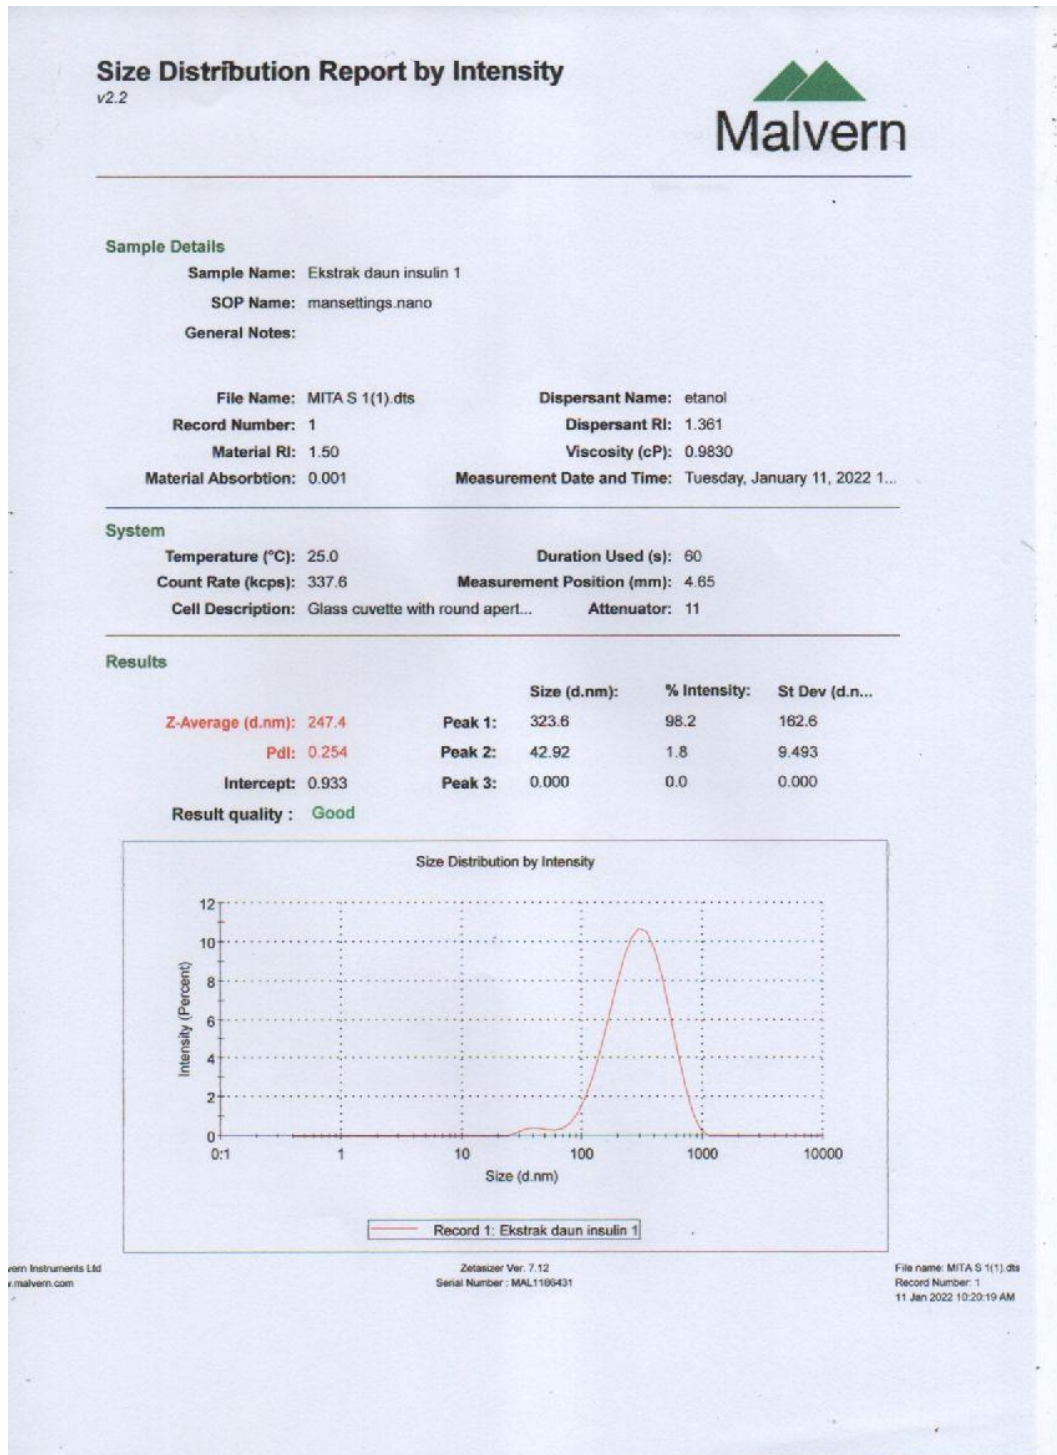 Size Distribution Report by Intensity
v2.2
Malvern
Sample Details
Sample Name: Ekstrak daun insulin 1
SOP Name: mansettings.nano
General Notes:
File Name: MITA S 1(1).dts Dispersant Name: etanol
Record Number: 1 Dispersant RI: 1.361
Material RI: 1.50 Viscosity (cP): 0.9830
Material Absorbtion: 0.001 Measurement Date and Time: Tuesday, January 11, 2022 1...
System
Temperature (°C): 25.0 Duration Used (s): 60
Count Rate (kcps): 337.6 Measurement Position (mm): 4.65
Cell Description: Glass cuvette with round apert... Attenuator: 11
Results
Size (d.nm): % Intensity: St Dev (d.n...
Z-Average (d.nm): 247.4 Peak 1: 323.6 98.2 162.6
PdI: 0.254 Peak 2: 42.92 1.8 9.493
Intercept: 0.933 Peak 3: 0.000 0.0 0.000
Result quality : Good
Size Distribution by Intensity
12
10
8
6
4
2
0
Intensity (Percent)
0.1 1 10 100 1000 10000
Size (d.nm)
Record 1: Ekstrak daun insulin 1
vern Instruments Ltd Zetasizer Ver. 7.12 File name: MITA S 1(1).dts
v.malvern.com Serial Number : MAL1186431 Record Number: 1
11 Jan 2022 10:20:19 AM